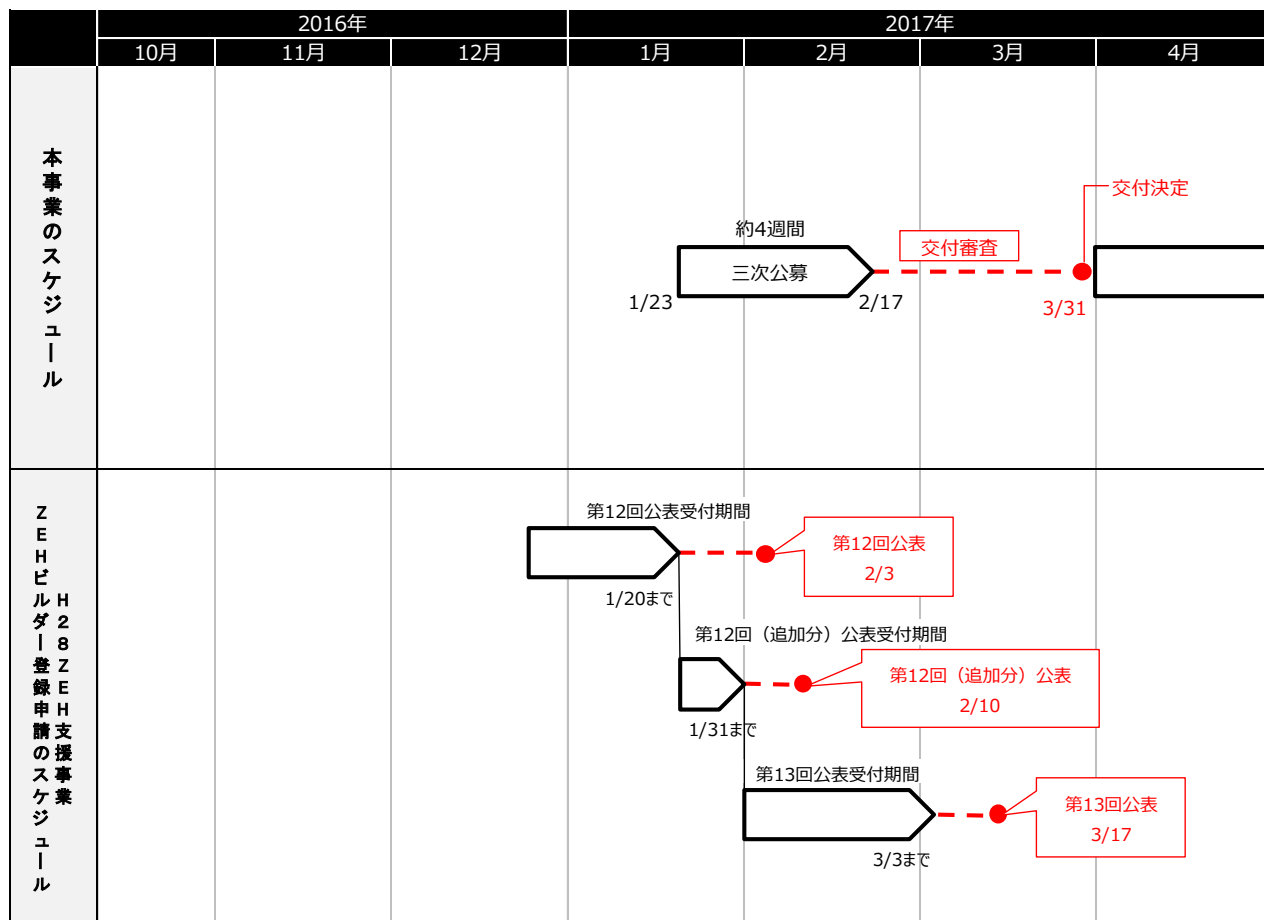 2016年
2017年
10月
11月
12月
1月
2月
3月
4月
本事業のスケジュール
約4週間
三次公募
1/23
2/17
交付審査
交付決定
3/31
H28ZEH支援事業
ZEHビルダー登録申請のスケジュール
第12回公表受付期間
1/20まで
第12回公表
2/3
第12回（追加分）公表受付期間
1/31まで
第12回（追加分）公表
2/10
第13回公表受付期間
3/3まで
第13回公表
3/17